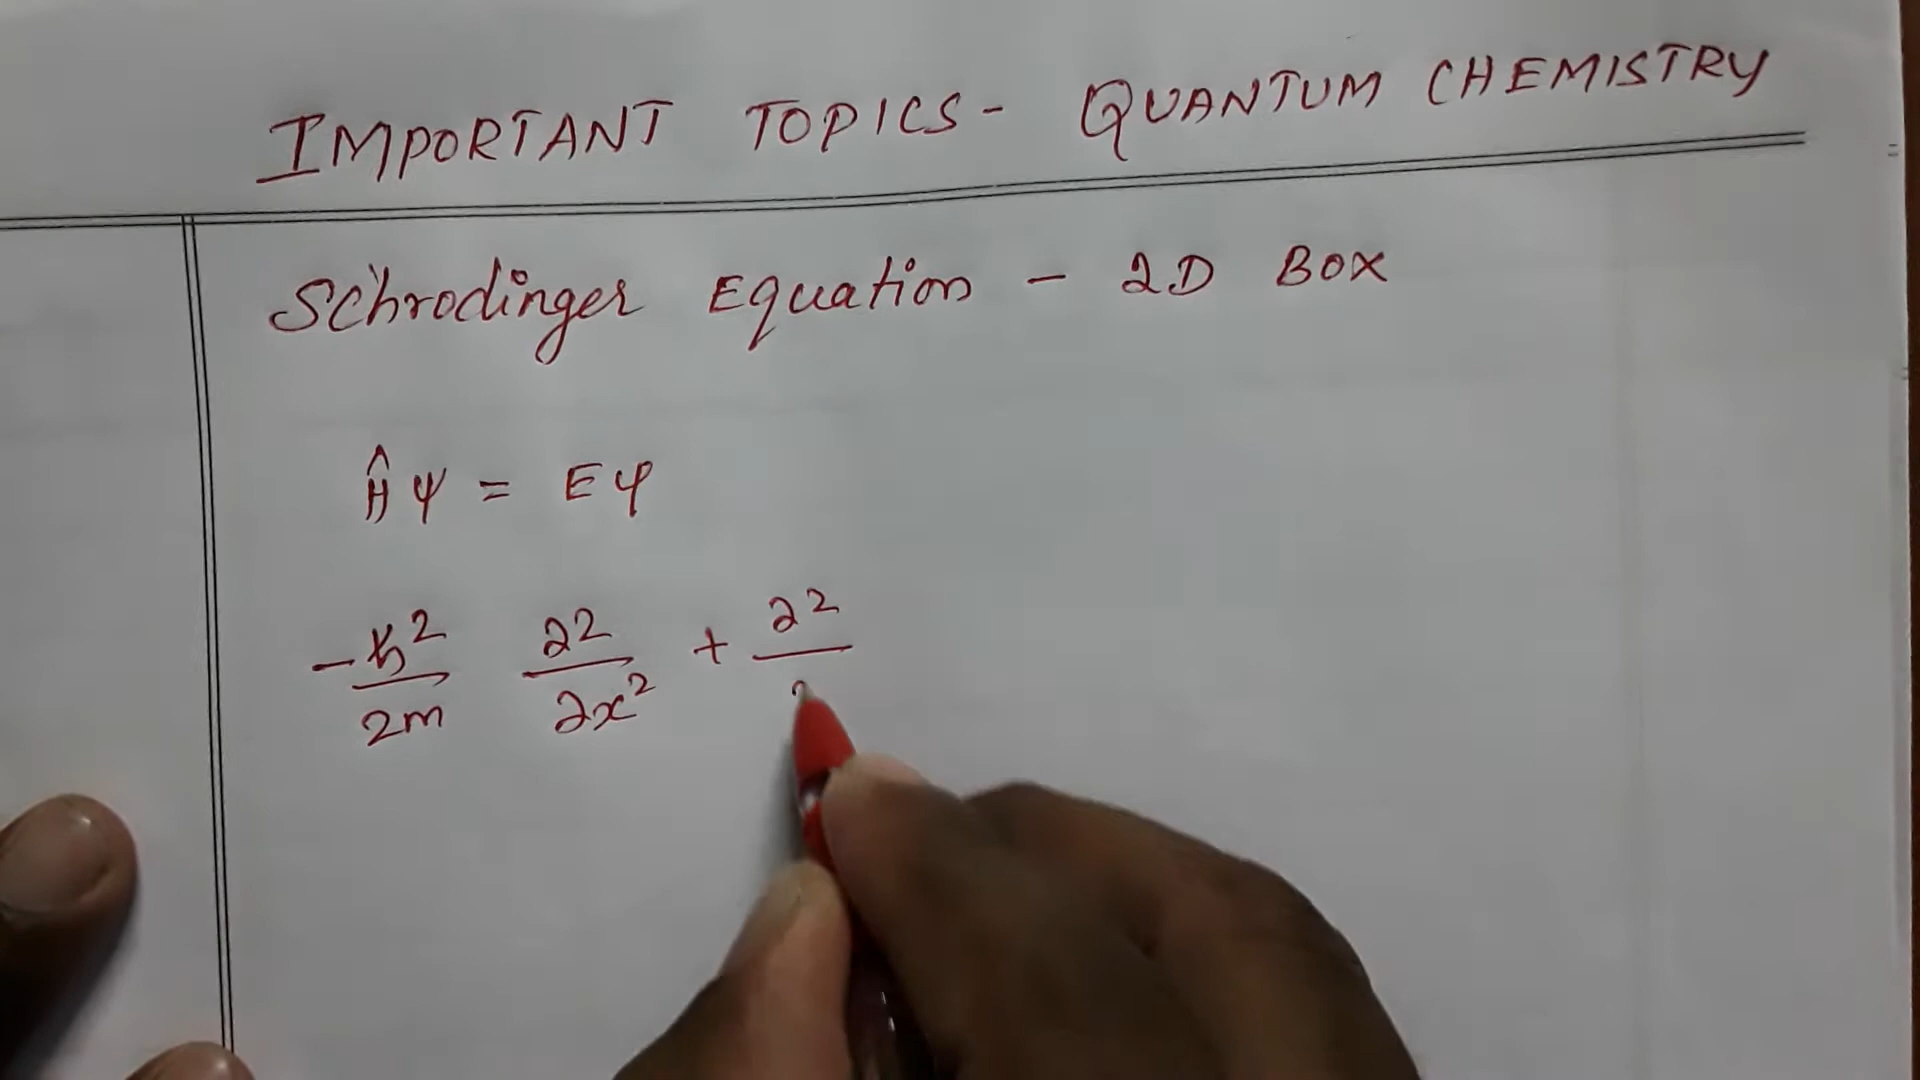 IMPORTANT TOPICS - QUANTUM CHEMISTRY
Schrodinger Equation - 2D BOX
Ĥψ = Eψ
-ħ²/2m ∂²/∂x² + ∂²/∂